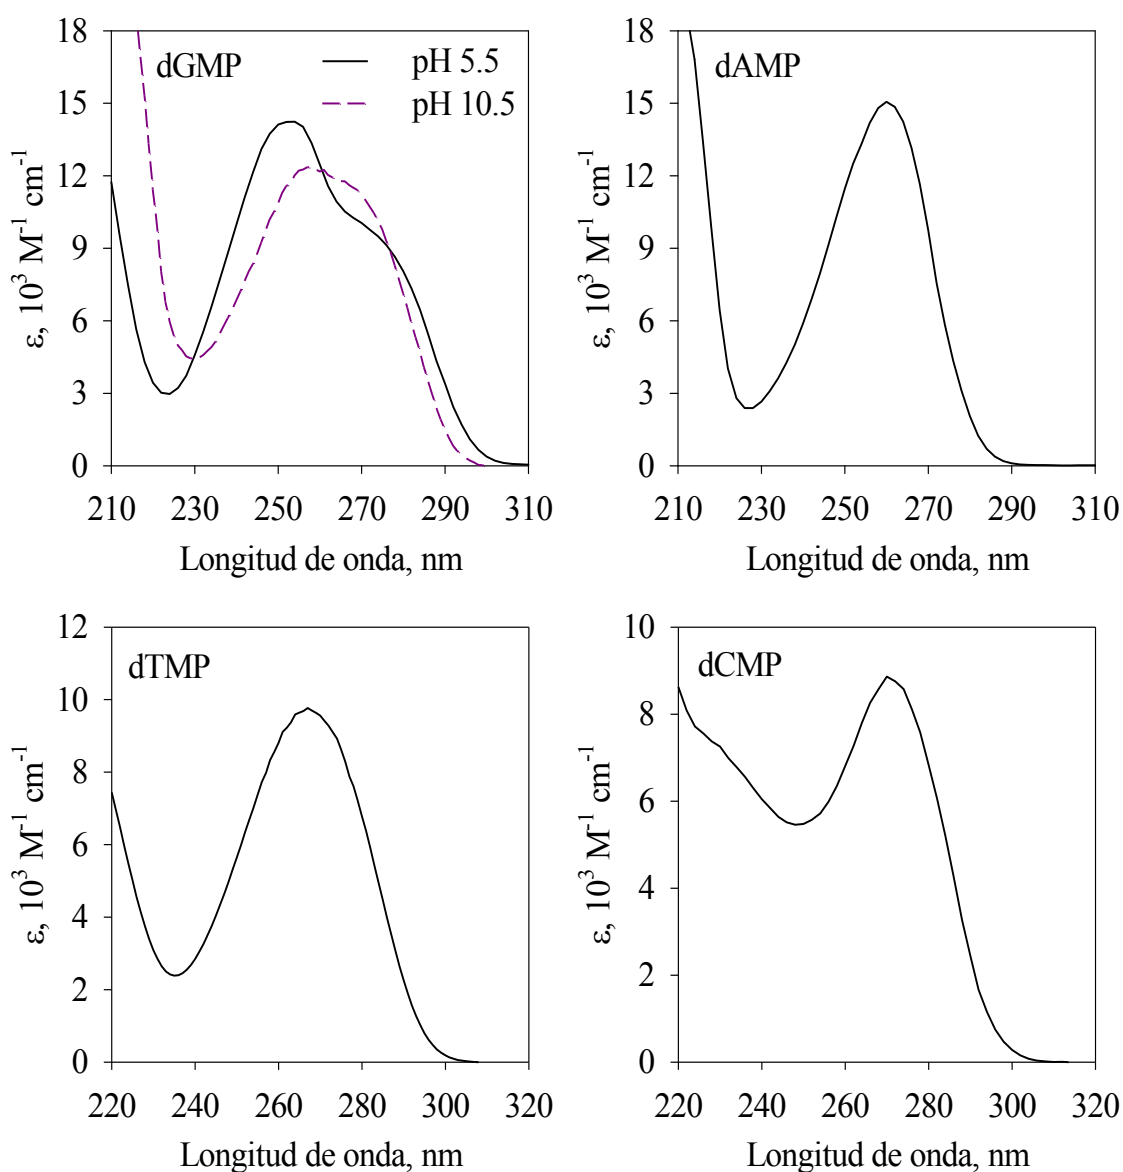 dGMP
pH 5.5
pH 10.5
ε, 10³ M⁻¹ cm⁻¹
18
15
12
9
6
3
0
210 230 250 270 290 310
Longitud de onda, nm
dAMP
ε, 10³ M⁻¹ cm⁻¹
18
15
12
9
6
3
0
210 230 250 270 290 310
Longitud de onda, nm
dTMP
ε, 10³ M⁻¹ cm⁻¹
12
10
8
6
4
2
0
220 240 260 280 300 320
Longitud de onda, nm
dCMP
ε, 10³ M⁻¹ cm⁻¹
10
8
6
4
2
0
220 240 260 280 300 320
Longitud de onda, nm